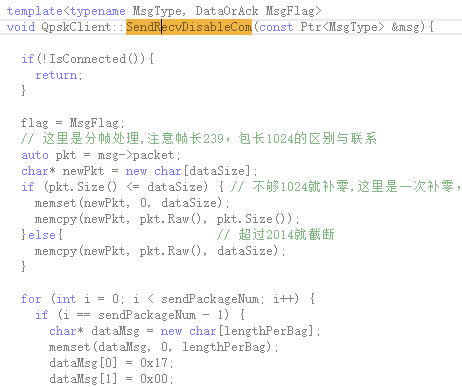 template<typename MsgType, DataOrAck MsgFlag>
void QpskClient::SendRecvDisableCom(const Ptr<MsgType> &msg){
if(!IsConnected()){
return;
}
flag = MsgFlag;
// 这里是分帧处理,注意帧长239，包长1024的区别与联系
auto pkt = msg->packet;
char* newPkt = new char[dataSize];
if (pkt.Size() <= dataSize) { // 不够1024就补零,这里是一次补零，
memset(newPkt, 0, dataSize);
memcpy(newPkt, pkt.Raw(), pkt.Size());
}else{ // 超过2014就截断
memcpy(newPkt, pkt.Raw(), dataSize);
}
for (int i = 0; i < sendPackageNum; i++) {
if (i == sendPackageNum - 1) {
char* dataMsg = new char[lengthPerBag];
memset(dataMsg, 0, lengthPerBag);
dataMsg[0] = 0x17;
dataMsg[1] = 0x00;